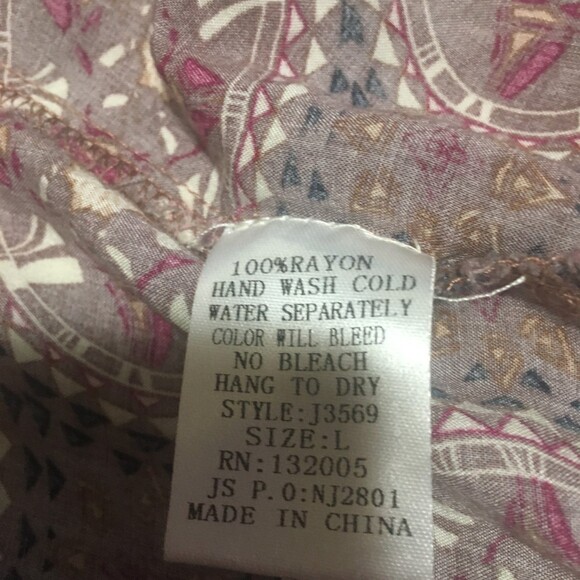 100%RAYON
HAND WASH COLD
WATER SEPARATELY
COLOR WILL BLEED
NO BLEACH
HANG TO DRY
STYLE:J3569
SIZE:L
RN:132005
JS P.O:NJ2801
MADE IN CHINA